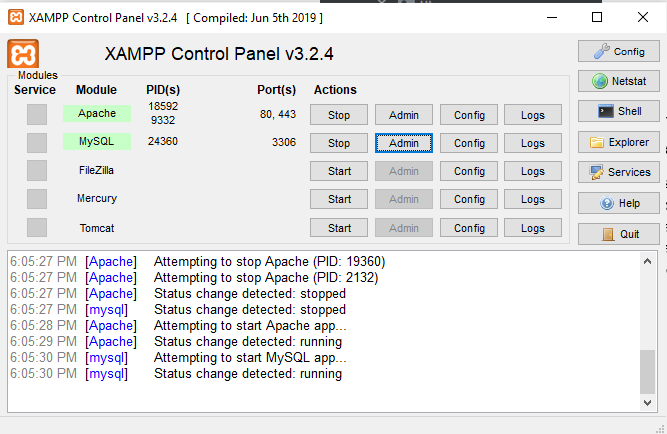 XAMPP Control Panel v3.2.4 [ Compiled: Jun 5th 2019 ]
XAMPP Control Panel v3.2.4
Config
Modules
Service Module PID(s) Port(s) Actions
Netstat
Apache 18592 9332 80, 443 Stop Admin Config Logs
Shell
MySQL 24360 3306 Stop Admin Config Logs
Explorer
FileZilla Start Admin Config Logs
Services
Mercury Start Admin Config Logs
Help
Tomcat Start Admin Config Logs
Quit
6:05:27 PM [Apache] Attempting to stop Apache (PID: 19360)
6:05:27 PM [Apache] Attempting to stop Apache (PID: 2132)
6:05:27 PM [Apache] Status change detected: stopped
6:05:27 PM [mysql] Status change detected: stopped
6:05:28 PM [Apache] Attempting to start Apache app...
6:05:29 PM [Apache] Status change detected: running
6:05:30 PM [mysql] Attempting to start MySQL app...
6:05:30 PM [mysql] Status change detected: running